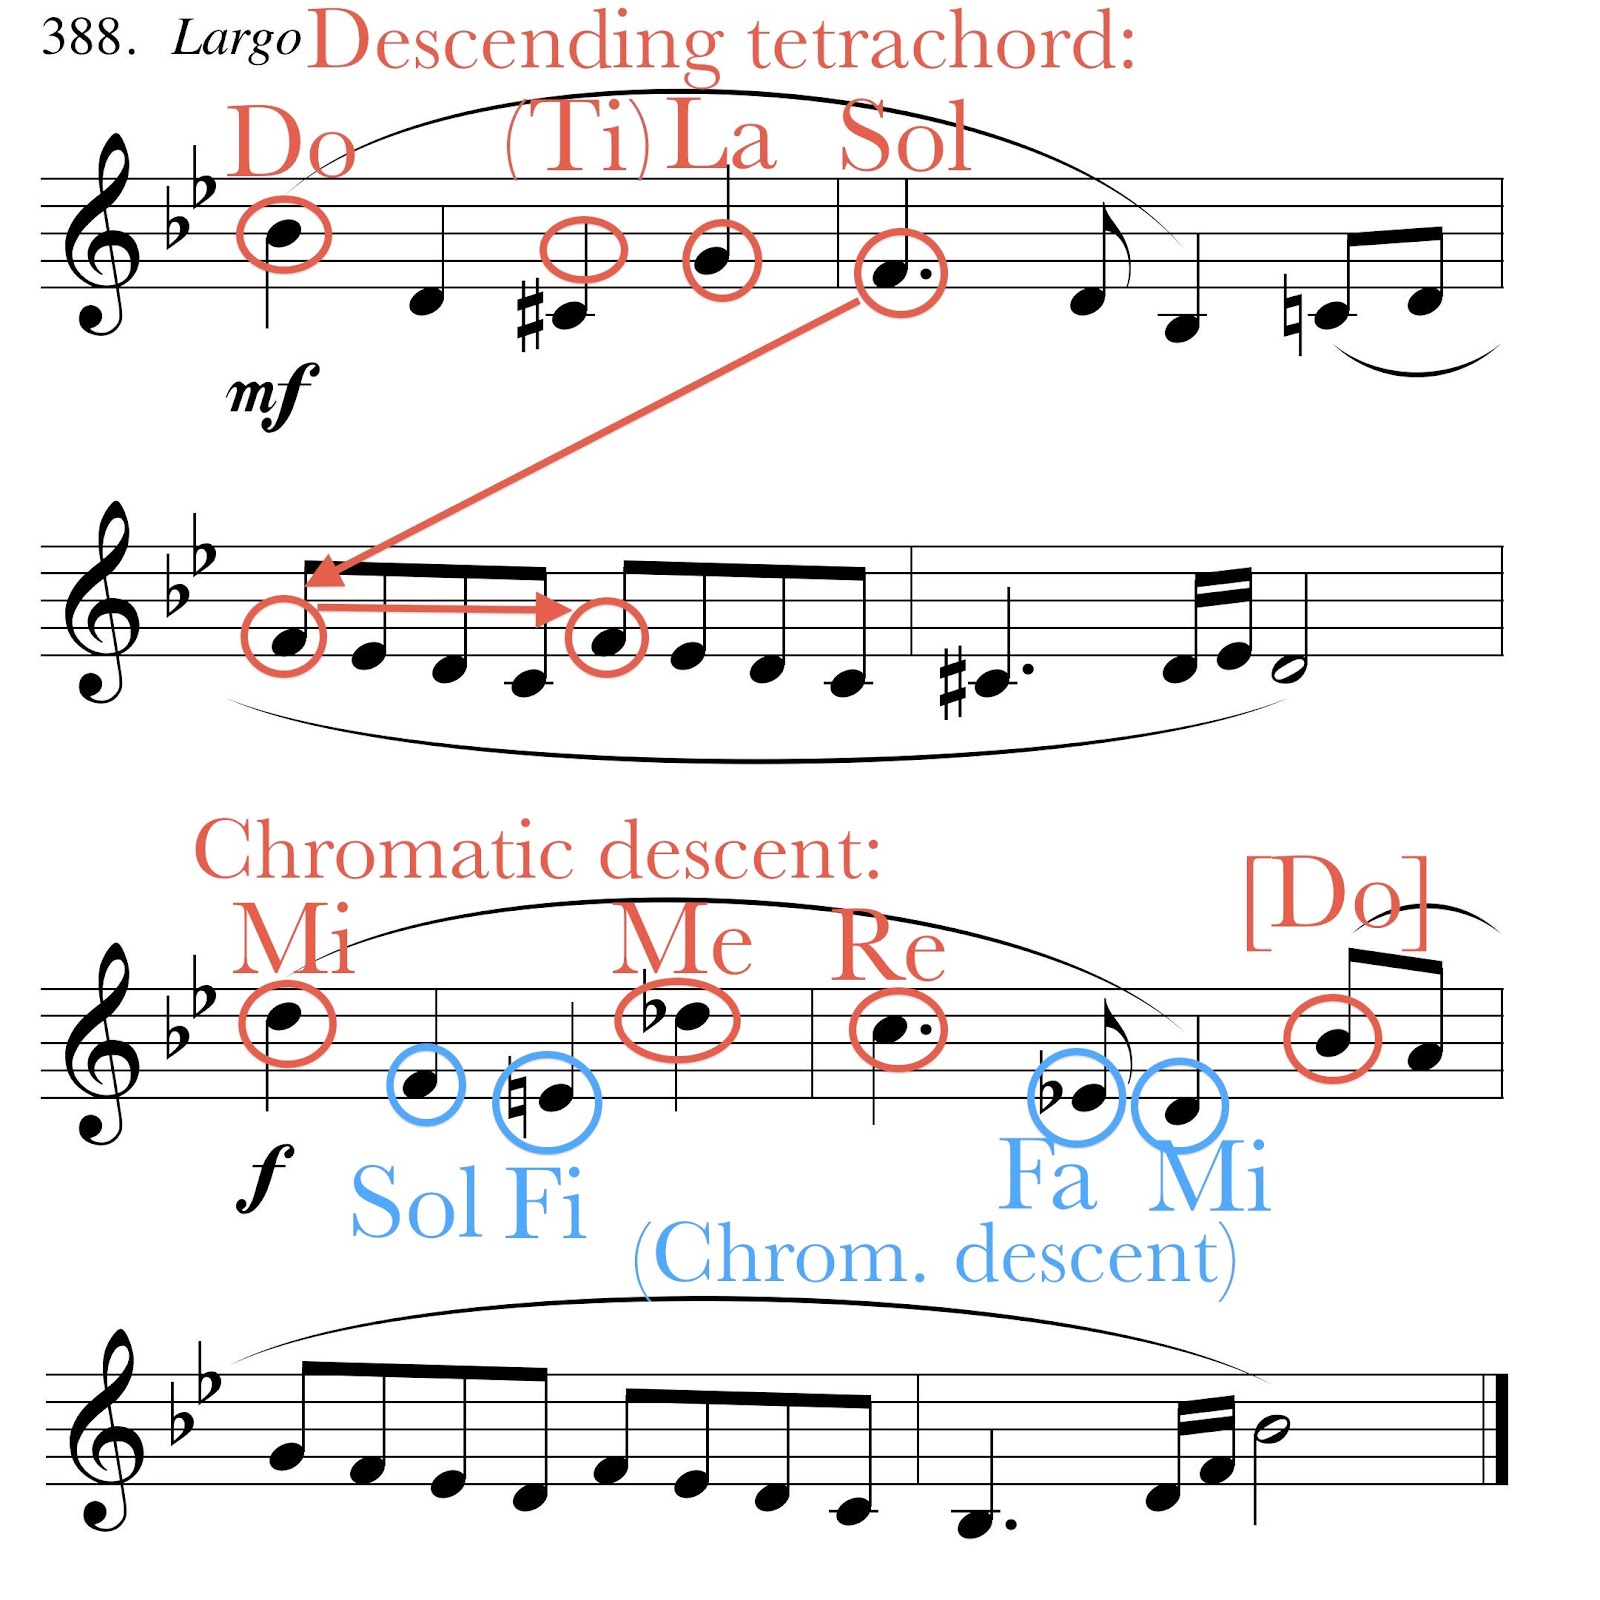 388. Largo Descending tetrachord:
Do (Ti) La Sol
mf
Chromatic descent:
Mi Me Re [Do]
f
Sol Fi Fa Mi
(Chrom. descent)